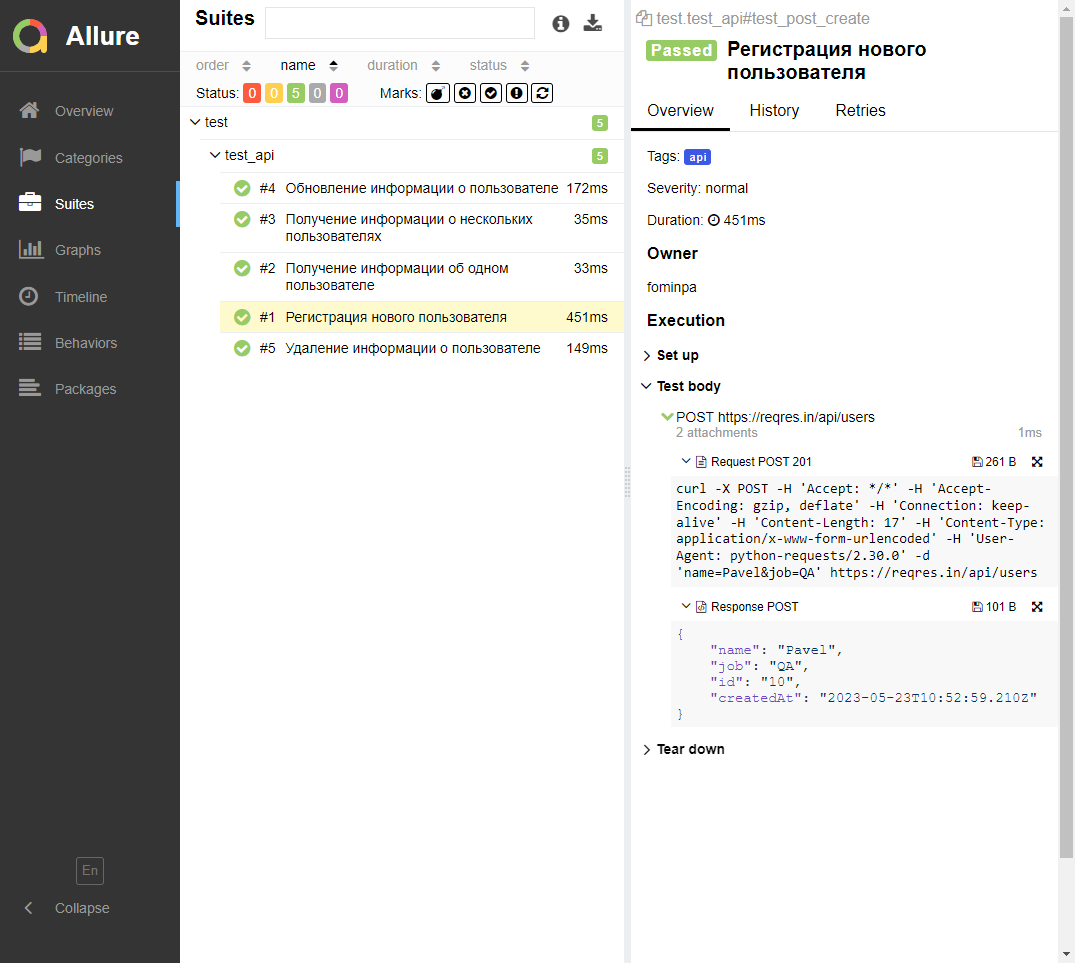 Allure
Overview
Categories
Suites
Graphs
Timeline
Behaviors
Packages
En
Collapse
Suites
order name duration status
Status: 0 0 5 0 0 Marks:
test 5
test_api 5
#4 Обновление информации о пользователе 172ms
#3 Получение информации о нескольких 35ms
пользователях
#2 Получение информации об одном 33ms
пользователе
#1 Регистрация нового пользователя 451ms
#5 Удаление информации о пользователе 149ms
test.test_api#test_post_create
Passed Регистрация нового
пользователя
Overview History Retries
Tags: api
Severity: normal
Duration: 451ms
Owner
fominpa
Execution
Set up
Test body
POST https://reqres.in/api/users
2 attachments 1ms
Request POST 201 261 B
curl -X POST -H 'Accept: */*' -H 'Accept-
Encoding: gzip, deflate' -H 'Connection: keep-
alive' -H 'Content-Length: 17' -H 'Content-Type:
application/x-www-form-urlencoded' -H 'User-
Agent: python-requests/2.30.0' -d
'name=Pavel&job=QA' https://reqres.in/api/users
Response POST 101 B
{
"name": "Pavel",
"job": "QA",
"id": "10",
"createdAt": "2023-05-23T10:52:59.210Z"
}
Tear down